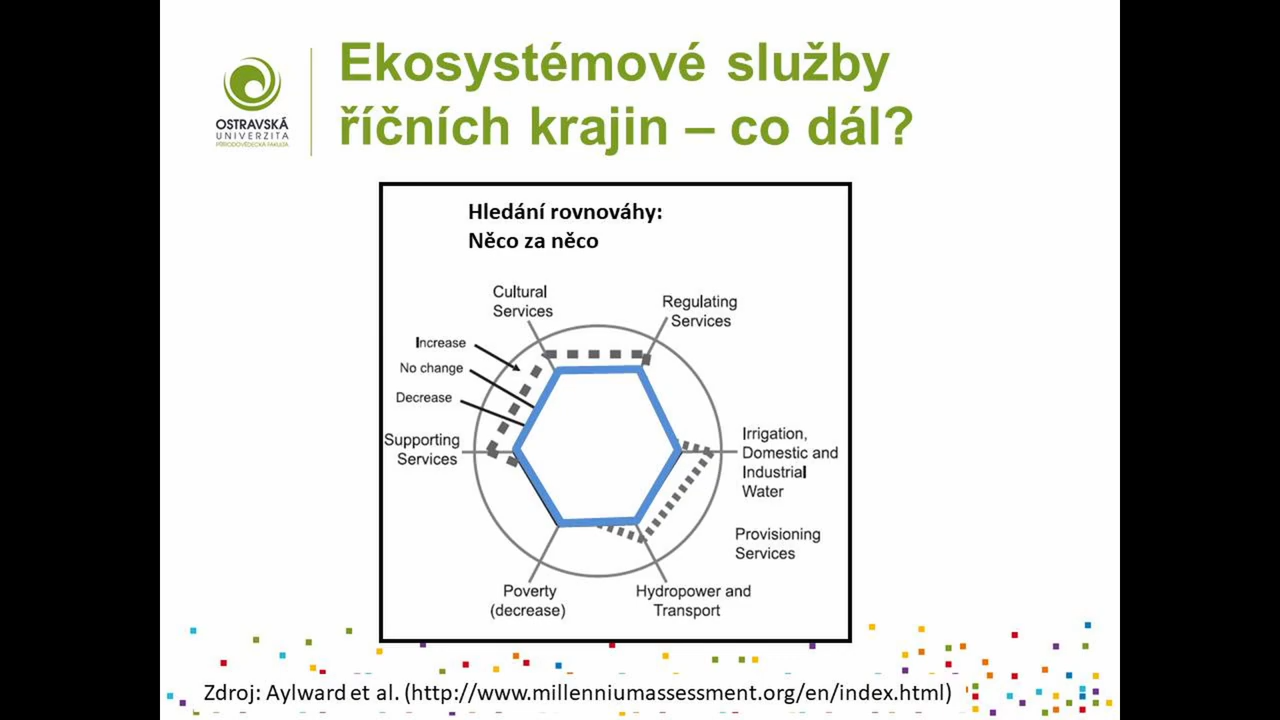 Ekosystémové služby
říčních krajin – co dál?
OSTRAVSKÁ
UNIVERZITA
PŘÍRODOVĚDECKÁ FAKULTA
Hledání rovnováhy:
Něco za něco
Cultural
Services
Regulating
Services
Increase
No change
Decrease
Supporting
Services
Irrigation,
Domestic and
Industrial
Water
Provisioning
Services
Poverty
(decrease)
Hydropower and
Transport
Zdroj: Aylward et al. (http://www.millenniumassessment.org/en/index.html)